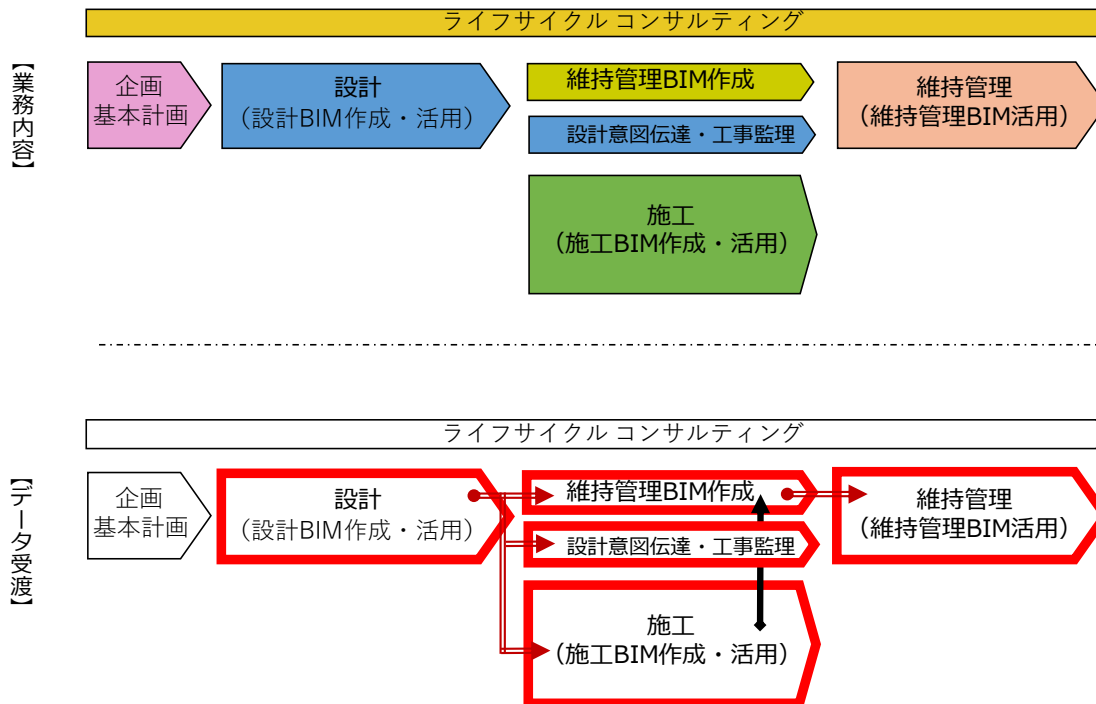 ライフサイクル コンサルティング
【業務内容】
企画
基本計画
設計
（設計BIM作成・活用）
維持管理BIM作成
設計意図伝達・工事監理
施工
（施工BIM作成・活用）
維持管理
（維持管理BIM活用）
ライフサイクル コンサルティング
【データ受渡】
企画
基本計画
設計
（設計BIM作成・活用）
維持管理BIM作成
設計意図伝達・工事監理
施工
（施工BIM作成・活用）
維持管理
（維持管理BIM活用）